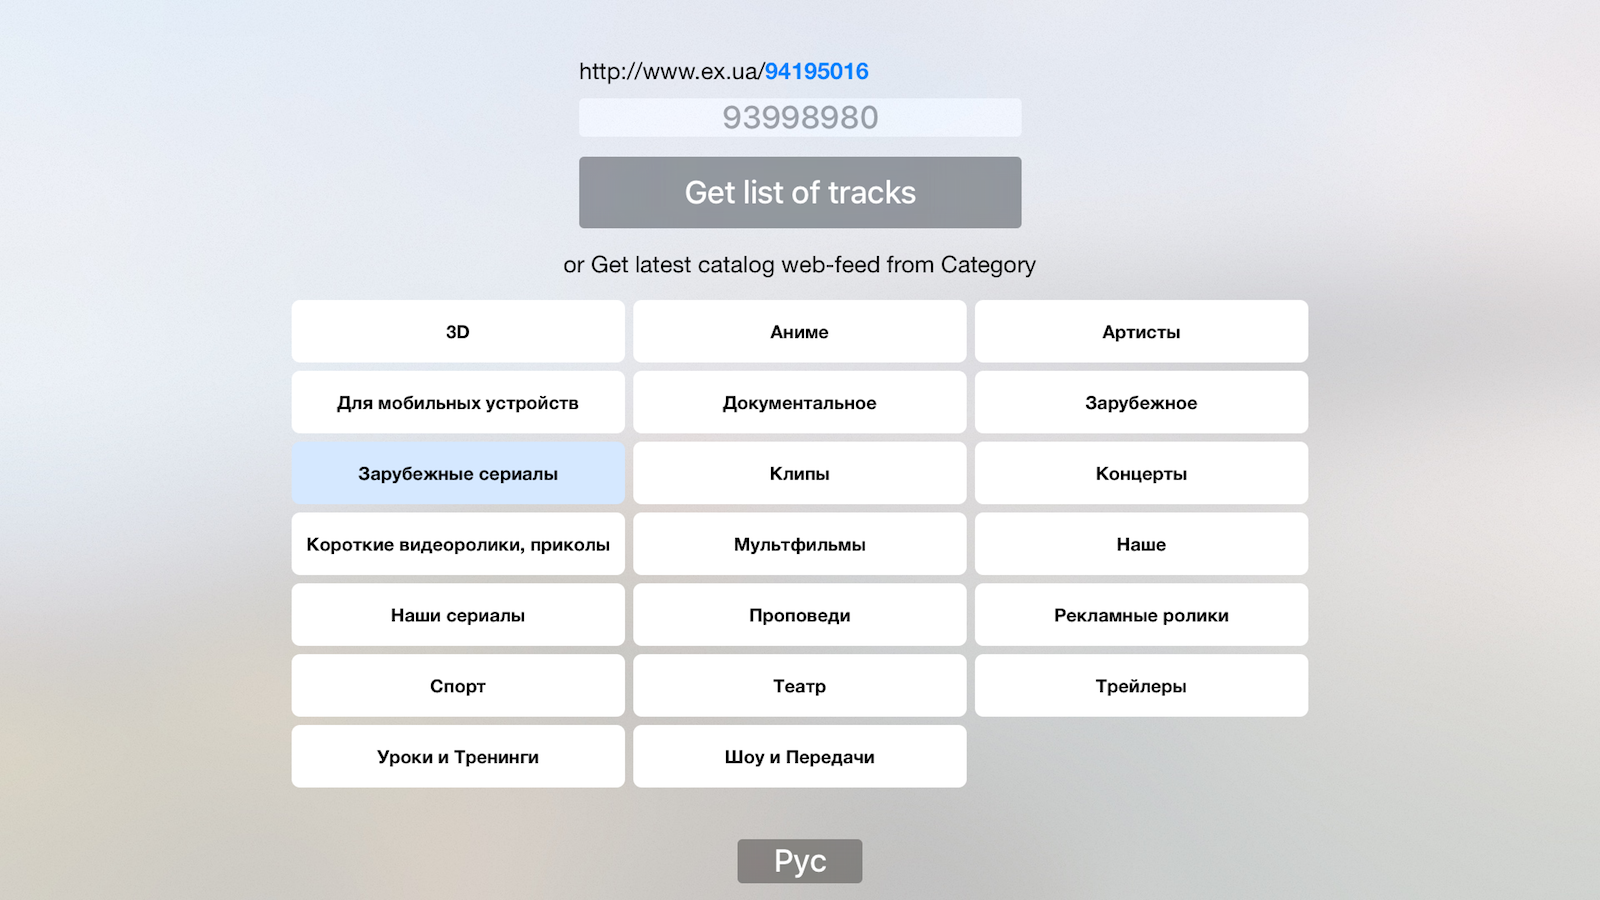 http://www.ex.ua/94195016
93998980
Get list of tracks
or Get latest catalog web-feed from Category
3D
Аниме
Артисты
Для мобильных устройств
Документальное
Зарубежное
Зарубежные сериалы
Клипы
Концерты
Короткие видеоролики, приколы
Мультфильмы
Наше
Наши сериалы
Проповеди
Рекламные ролики
Спорт
Театр
Трейлеры
Уроки и Тренинги
Шоу и Передачи
Рус